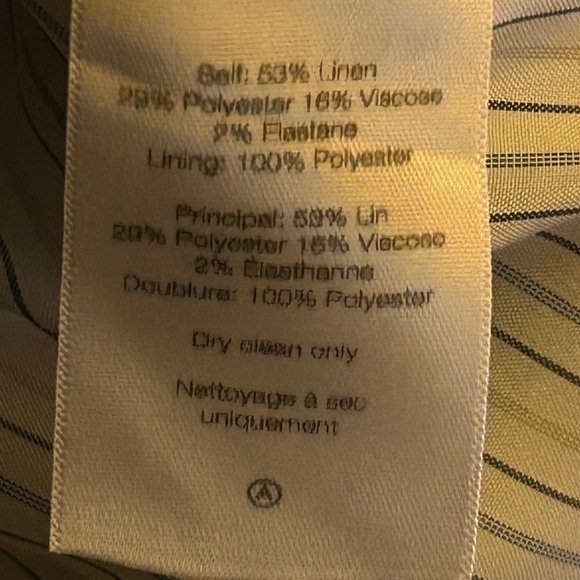 Self: 53% Linen
29% Polyester 16% Viscose
2% Elastane
Lining: 100% Polyester
Principal: 53% Lin
29% Polyester 16% Viscose
2% Elasthanne
Doublure: 100% Polyester
Dry clean only
Nettoyage à sec
uniquement
A